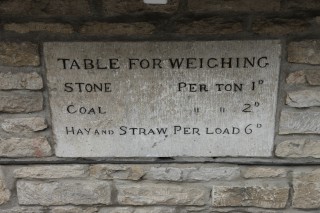 TABLE FOR WEIGHING
STONE PER TON 1D
COAL " " 2D
HAY AND STRAW PER LOAD 6D